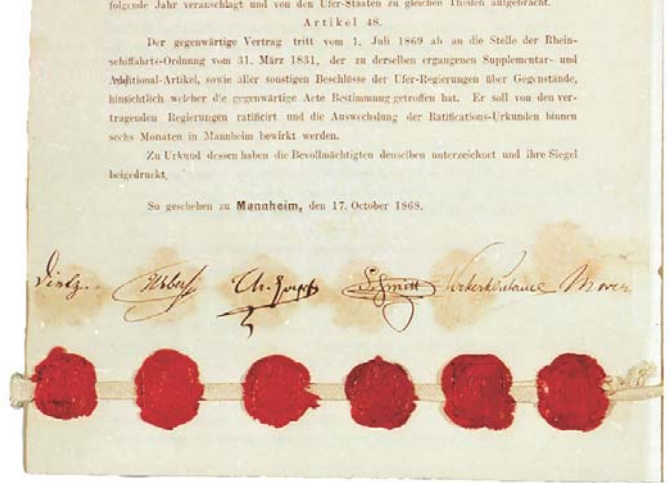 folgende Jahr veranschlagt und von den Ufer-Staaten zu gleichen Theilen aufgebracht.
Artikel 48.
Der gegenwärtige Vertrag tritt vom 1. Juli 1869 ab an die Stelle der Rhein-
schiffahrts-Ordnung vom 31. März 1831, der zu derselben ergangenen Supplementar- und
Additional-Artikel, sowie aller sonstigen Beschlüsse der Ufer-Regierungen über Gegenstände,
hinsichtlich welcher die gegenwärtige Acte Bestimmung getroffen hat. Er soll von den ver-
tragenden Regierungen ratificirt und die Auswechslung der Ratifications-Urkunden binnen
sechs Monaten in Mannheim bewirkt werden.
Zu Urkund dessen haben die Bevollmächtigten denselben unterzeichnet und ihre Siegel
beigedruckt.
So geschehen zu Mannheim, den 17. October 1868.
Dietz. Schmitt